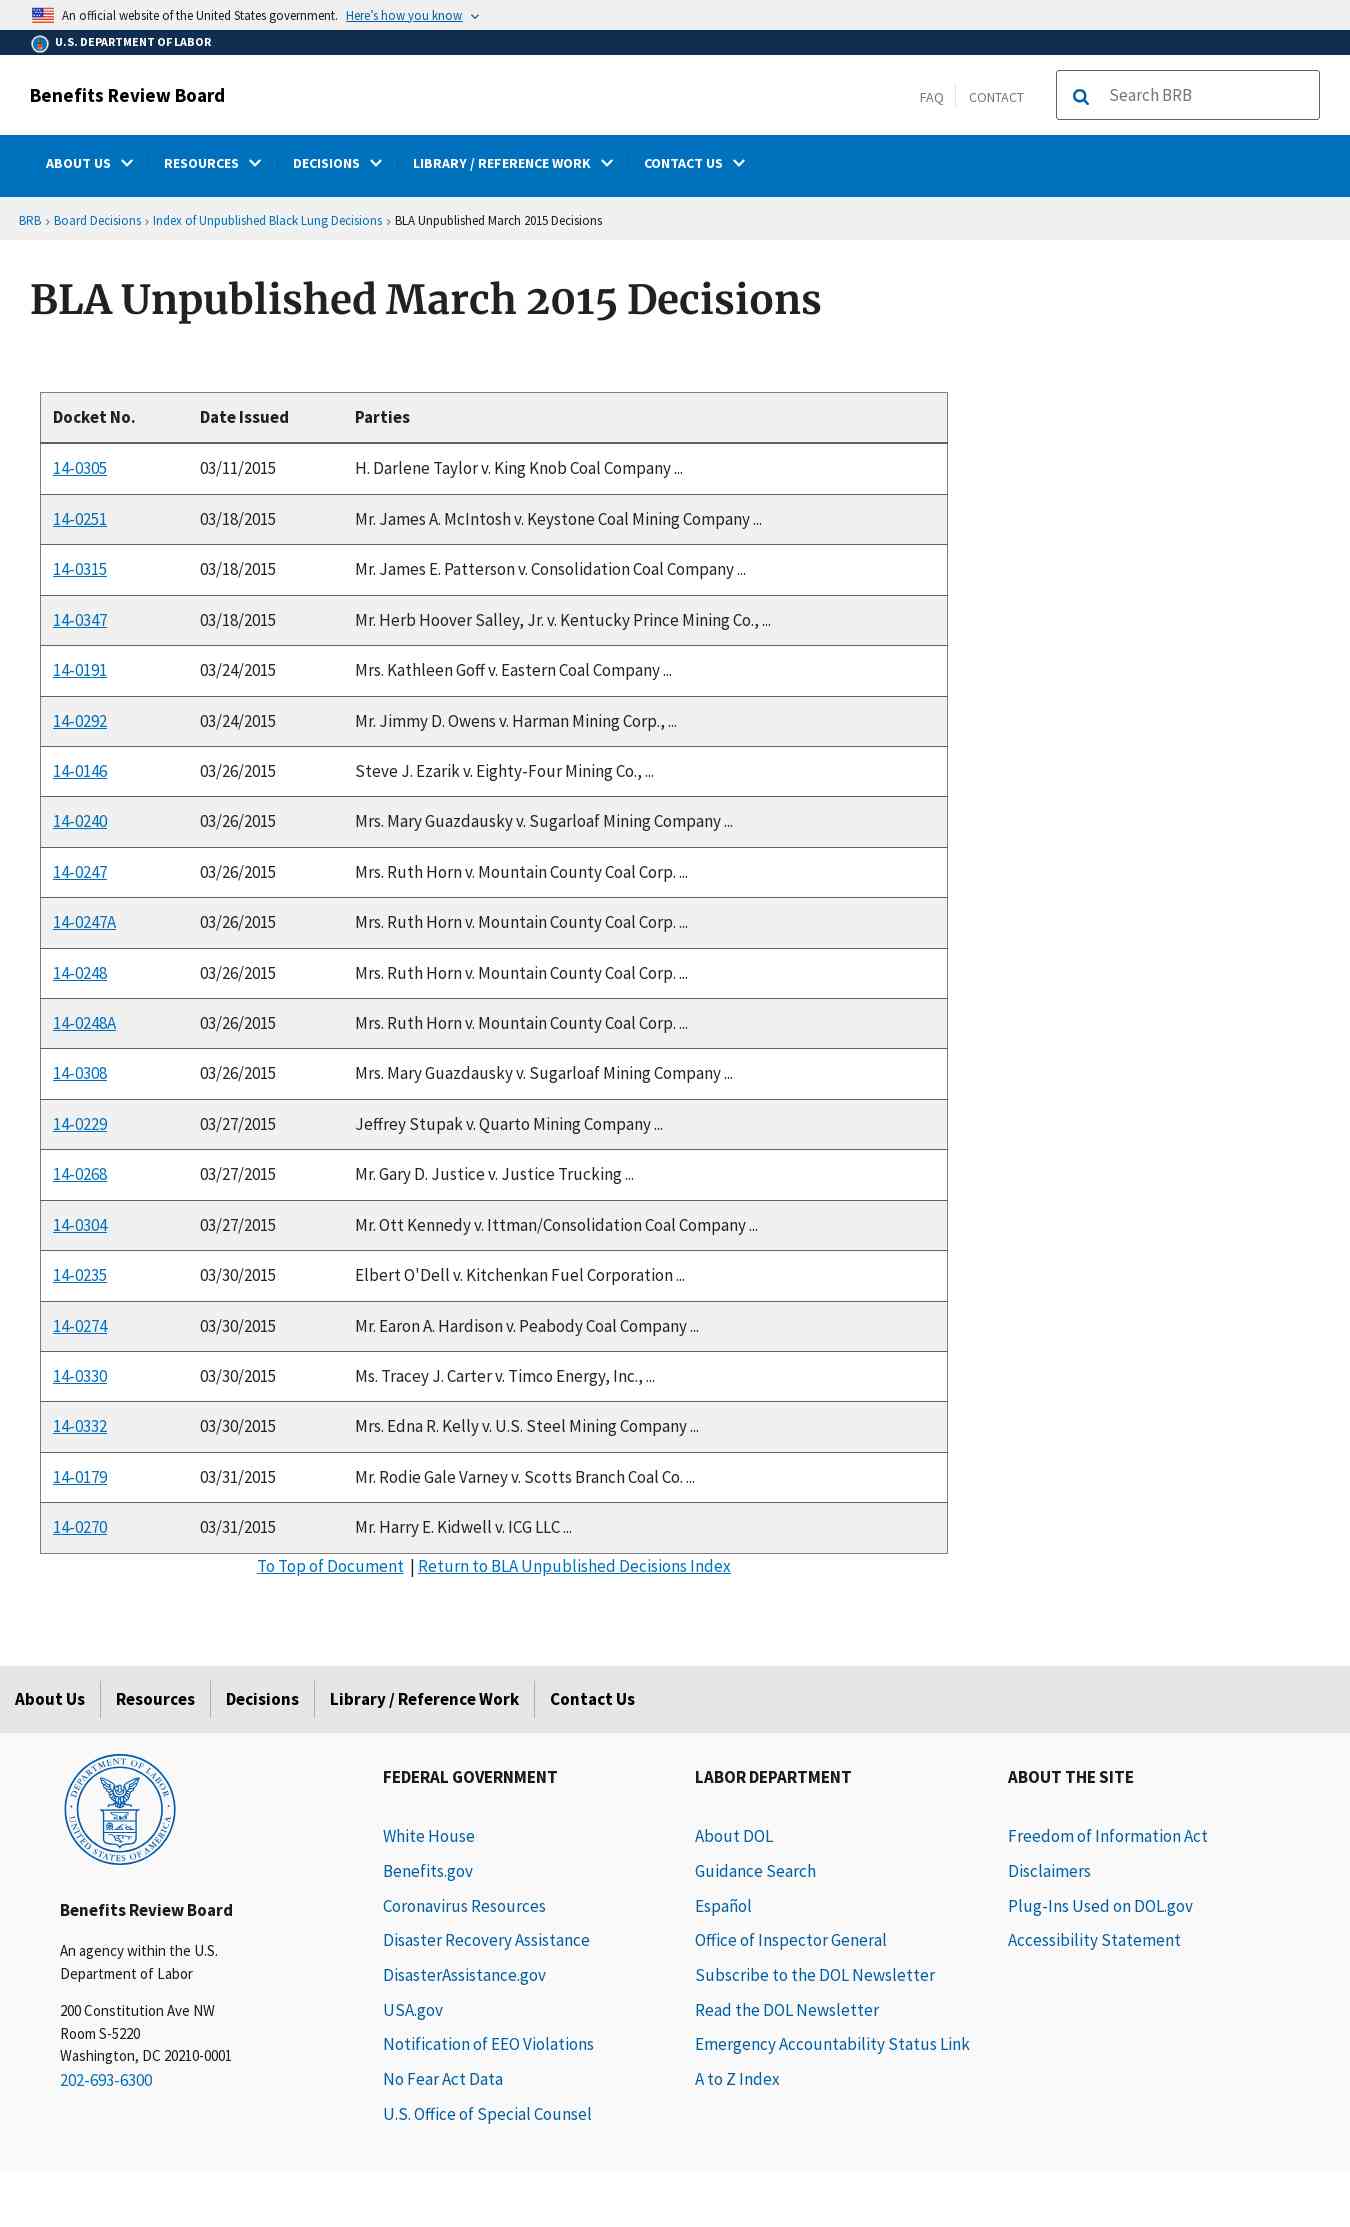 An official website of the United States government. Here's how you know
U.S. DEPARTMENT OF LABOR
Benefits Review Board
FAQ
CONTACT
Search BRB
ABOUT US
RESOURCES
DECISIONS
LIBRARY / REFERENCE WORK
CONTACT US
BRB › Board Decisions › Index of Unpublished Black Lung Decisions › BLA Unpublished March 2015 Decisions
BLA Unpublished March 2015 Decisions
Docket No. Date Issued Parties
14-0305 03/11/2015 H. Darlene Taylor v. King Knob Coal Company ...
14-0251 03/18/2015 Mr. James A. McIntosh v. Keystone Coal Mining Company ...
14-0315 03/18/2015 Mr. James E. Patterson v. Consolidation Coal Company ...
14-0347 03/18/2015 Mr. Herb Hoover Salley, Jr. v. Kentucky Prince Mining Co., ...
14-0191 03/24/2015 Mrs. Kathleen Goff v. Eastern Coal Company ...
14-0292 03/24/2015 Mr. Jimmy D. Owens v. Harman Mining Corp., ...
14-0146 03/26/2015 Steve J. Ezarik v. Eighty-Four Mining Co., ...
14-0240 03/26/2015 Mrs. Mary Guazdausky v. Sugarloaf Mining Company ...
14-0247 03/26/2015 Mrs. Ruth Horn v. Mountain County Coal Corp. ...
14-0247A 03/26/2015 Mrs. Ruth Horn v. Mountain County Coal Corp. ...
14-0248 03/26/2015 Mrs. Ruth Horn v. Mountain County Coal Corp. ...
14-0248A 03/26/2015 Mrs. Ruth Horn v. Mountain County Coal Corp. ...
14-0308 03/26/2015 Mrs. Mary Guazdausky v. Sugarloaf Mining Company ...
14-0229 03/27/2015 Jeffrey Stupak v. Quarto Mining Company ...
14-0268 03/27/2015 Mr. Gary D. Justice v. Justice Trucking ...
14-0304 03/27/2015 Mr. Ott Kennedy v. Ittman/Consolidation Coal Company ...
14-0235 03/30/2015 Elbert O'Dell v. Kitchenkan Fuel Corporation ...
14-0274 03/30/2015 Mr. Earon A. Hardison v. Peabody Coal Company ...
14-0330 03/30/2015 Ms. Tracey J. Carter v. Timco Energy, Inc., ...
14-0332 03/30/2015 Mrs. Edna R. Kelly v. U.S. Steel Mining Company ...
14-0179 03/31/2015 Mr. Rodie Gale Varney v. Scotts Branch Coal Co. ...
14-0270 03/31/2015 Mr. Harry E. Kidwell v. ICG LLC ...
To Top of Document | Return to BLA Unpublished Decisions Index
About Us
Resources
Decisions
Library / Reference Work
Contact Us
DEPARTMENT OF LABOR
UNITED STATES OF AMERICA
Benefits Review Board
An agency within the U.S.
Department of Labor
200 Constitution Ave NW
Room S-5220
Washington, DC 20210-0001
202-693-6300
FEDERAL GOVERNMENT
White House
Benefits.gov
Coronavirus Resources
Disaster Recovery Assistance
DisasterAssistance.gov
USA.gov
Notification of EEO Violations
No Fear Act Data
U.S. Office of Special Counsel
LABOR DEPARTMENT
About DOL
Guidance Search
Español
Office of Inspector General
Subscribe to the DOL Newsletter
Read the DOL Newsletter
Emergency Accountability Status Link
A to Z Index
ABOUT THE SITE
Freedom of Information Act
Disclaimers
Plug-Ins Used on DOL.gov
Accessibility Statement